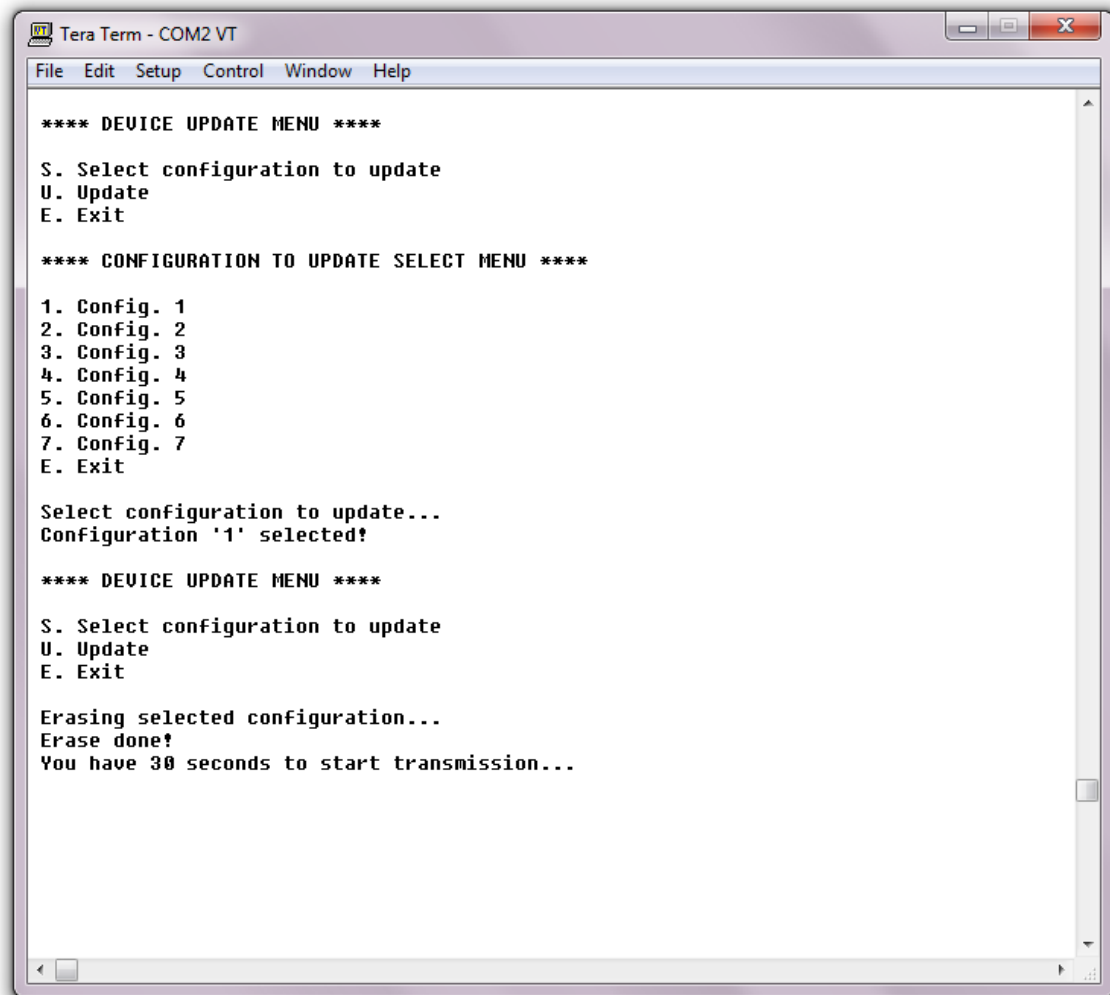 Tera Term - COM2 VT
File Edit Setup Control Window Help
**** DEVICE UPDATE MENU ****
S. Select configuration to update
U. Update
E. Exit
**** CONFIGURATION TO UPDATE SELECT MENU ****
1. Config. 1
2. Config. 2
3. Config. 3
4. Config. 4
5. Config. 5
6. Config. 6
7. Config. 7
E. Exit
Select configuration to update...
Configuration '1' selected!
**** DEVICE UPDATE MENU ****
S. Select configuration to update
U. Update
E. Exit
Erasing selected configuration...
Erase done!
You have 30 seconds to start transmission...